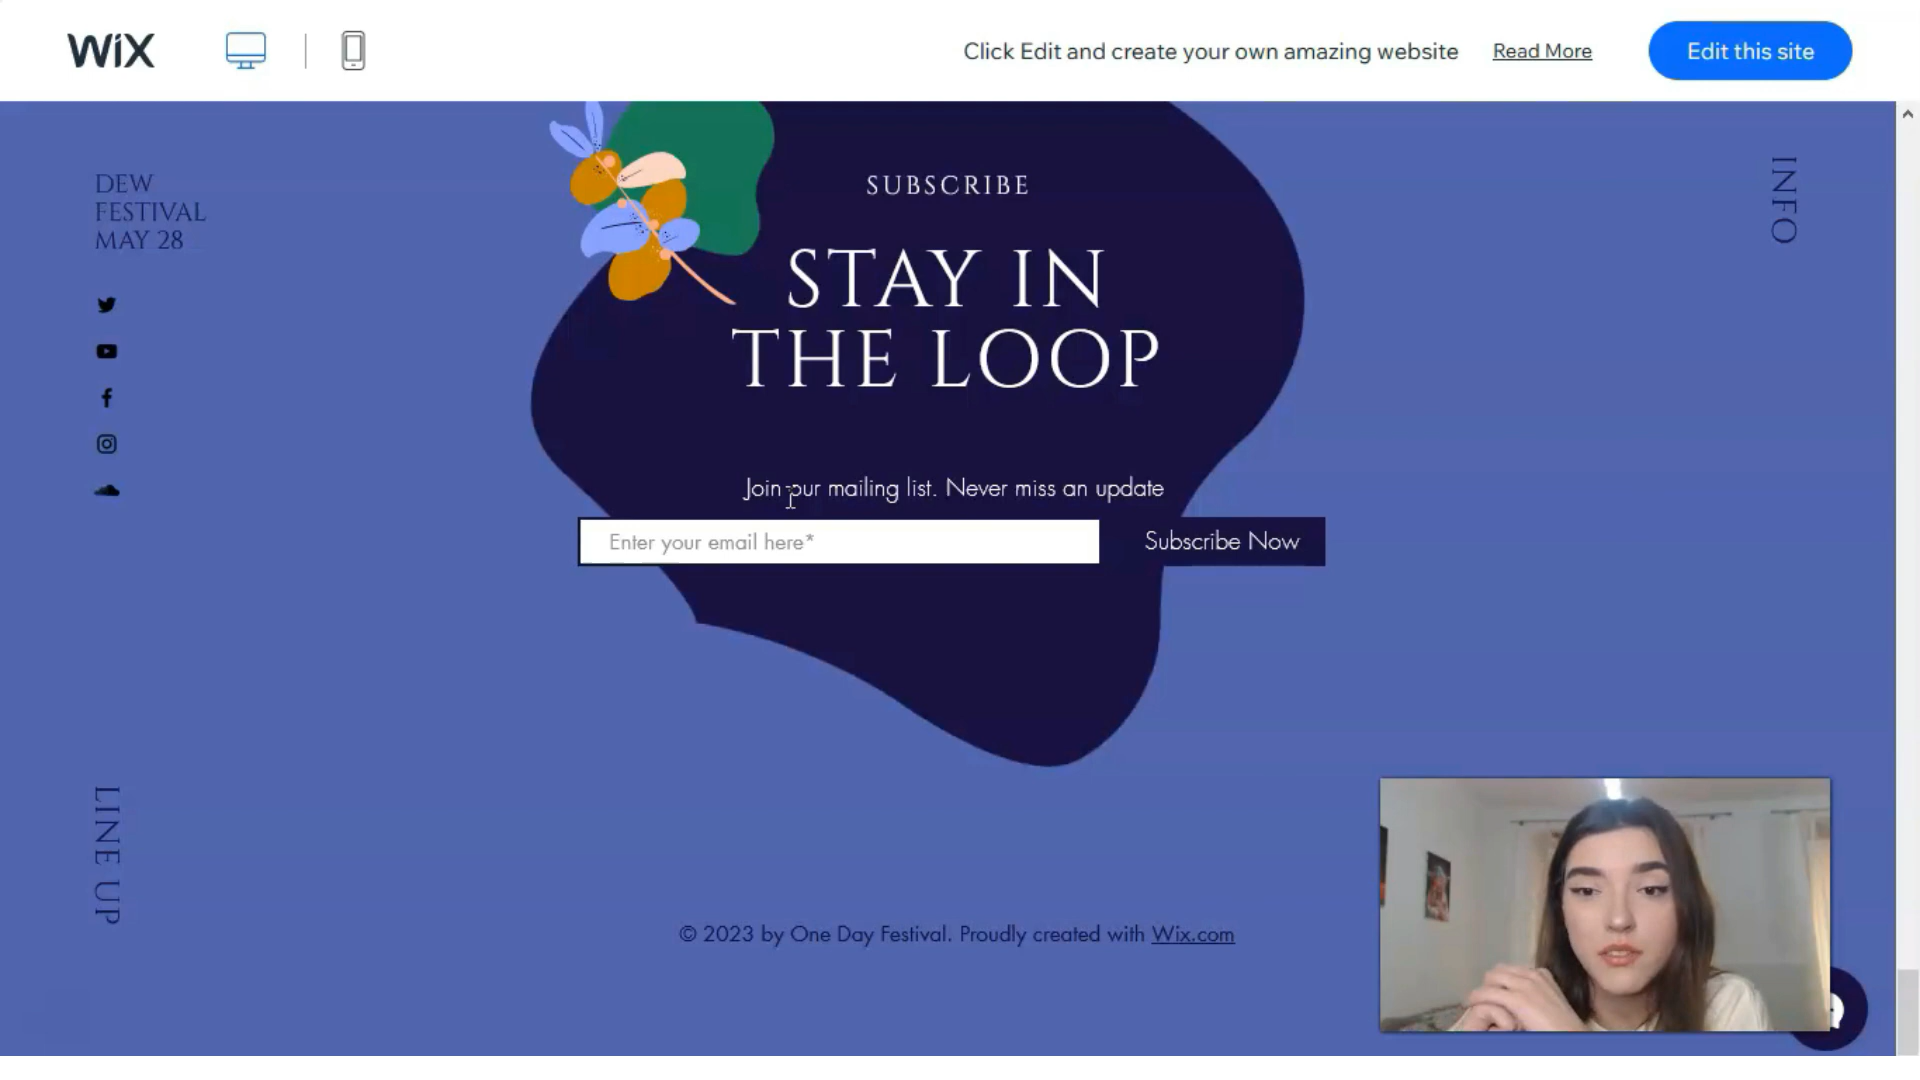 WiX
Click Edit and create your own amazing website Read More Edit this site
DEW
FESTIVAL
MAY 28
INFO
SUBSCRIBE
STAY IN
THE LOOP
Join our mailing list. Never miss an update
Enter your email here*
Subscribe Now
LINE UP
© 2023 by One Day Festival. Proudly created with Wix.com